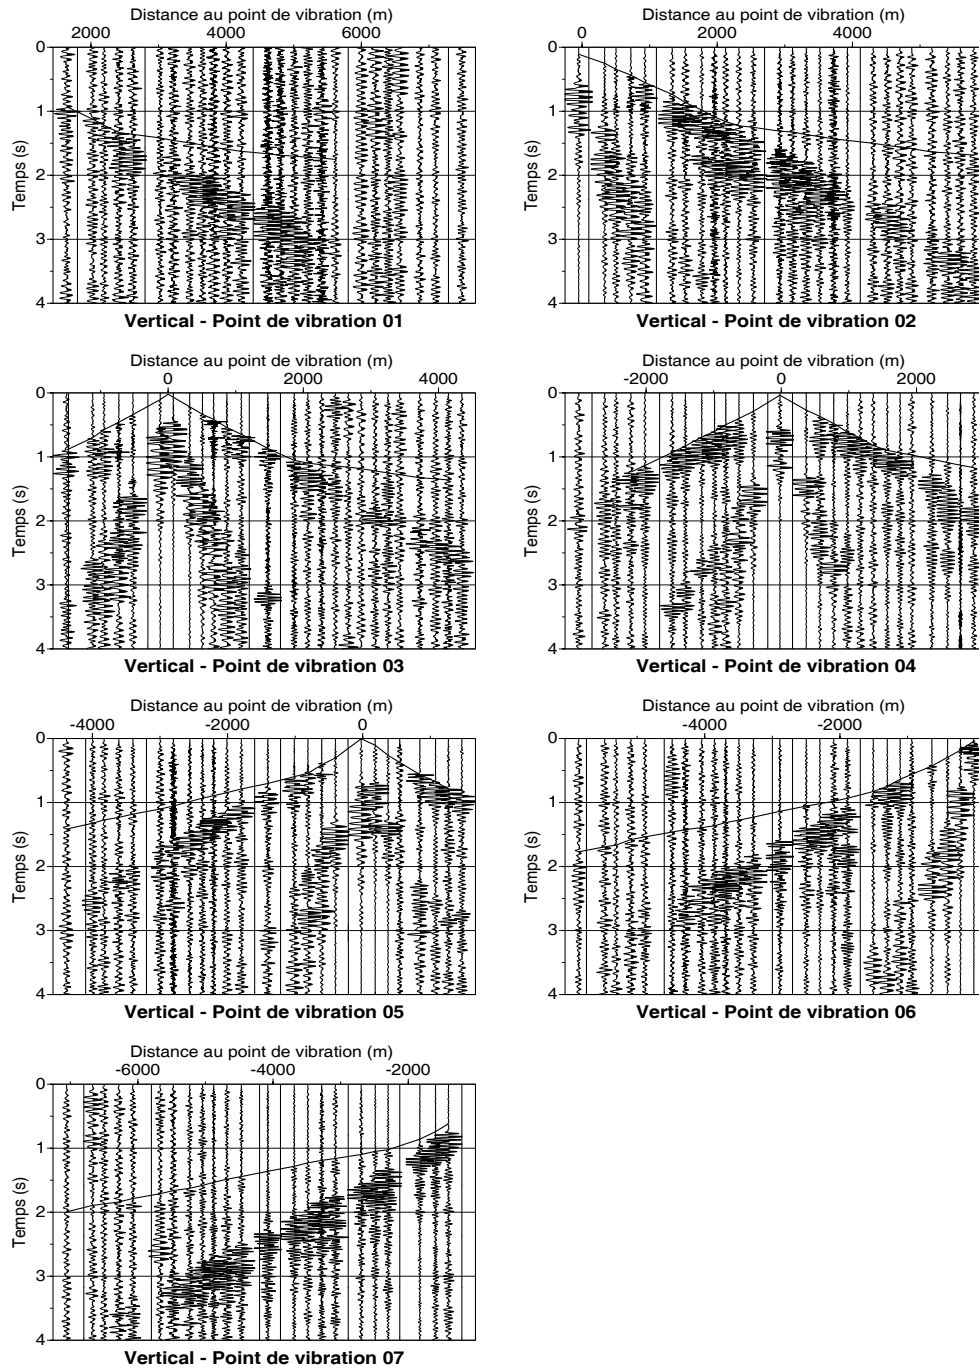 Distance au point de vibration (m)
2000 4000 6000
0
1
2
3
4
Temps (s)
Vertical - Point de vibration 01
Distance au point de vibration (m)
0 2000 4000
0
1
2
3
4
Temps (s)
Vertical - Point de vibration 02
Distance au point de vibration (m)
0 2000 4000
0
1
2
3
4
Temps (s)
Vertical - Point de vibration 03
Distance au point de vibration (m)
-2000 0 2000
0
1
2
3
4
Temps (s)
Vertical - Point de vibration 04
Distance au point de vibration (m)
-4000 -2000 0
0
1
2
3
4
Temps (s)
Vertical - Point de vibration 05
Distance au point de vibration (m)
-4000 -2000
0
1
2
3
4
Temps (s)
Vertical - Point de vibration 06
Distance au point de vibration (m)
-6000 -4000 -2000
0
1
2
3
4
Temps (s)
Vertical - Point de vibration 07